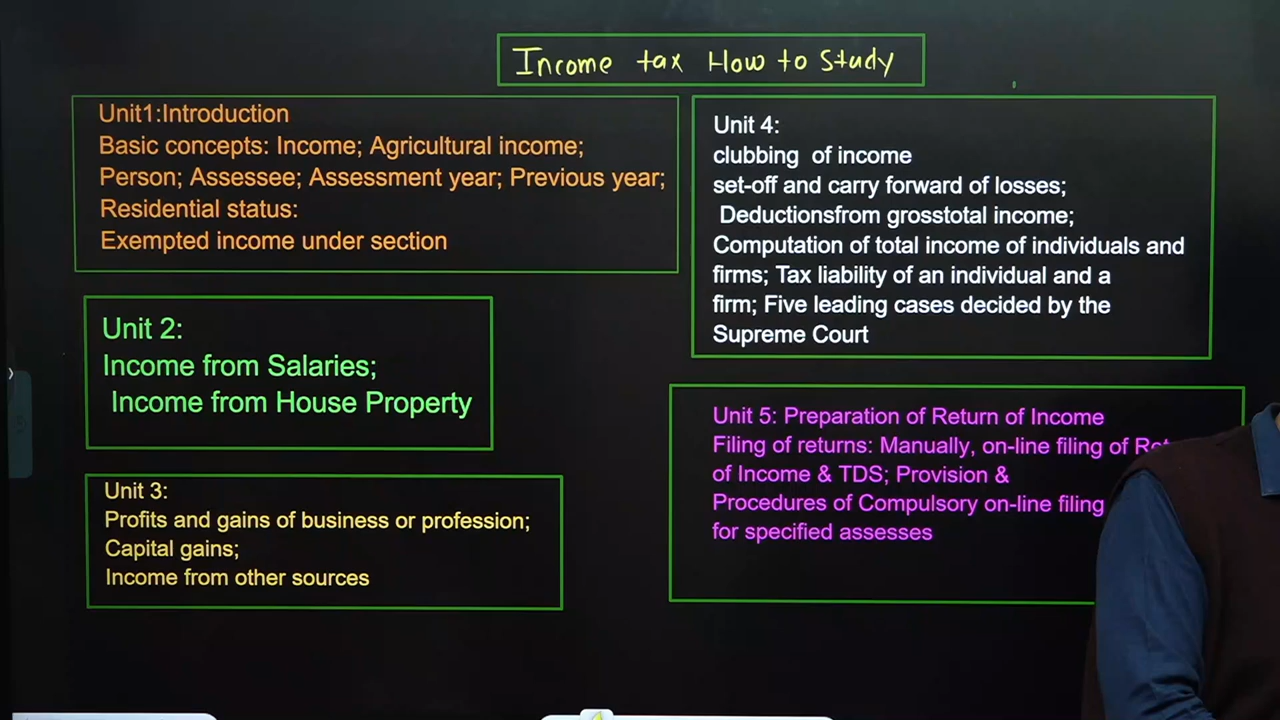 Income tax How to Study
Unit1:Introduction
Basic concepts: Income; Agricultural income;
Person; Assessee; Assessment year; Previous year;
Residential status:
Exempted income under section
Unit 2:
Income from Salaries;
Income from House Property
Unit 3:
Profits and gains of business or profession;
Capital gains;
Income from other sources
Unit 4:
clubbing of income
set-off and carry forward of losses;
Deductionsfrom grosstotal income;
Computation of total income of individuals and
firms; Tax liability of an individual and a
firm; Five leading cases decided by the
Supreme Court
Unit 5: Preparation of Return of Income
Filing of returns: Manually, on-line filing of
of Income & TDS; Provision &
Procedures of Compulsory on-line filing
for specified assesses